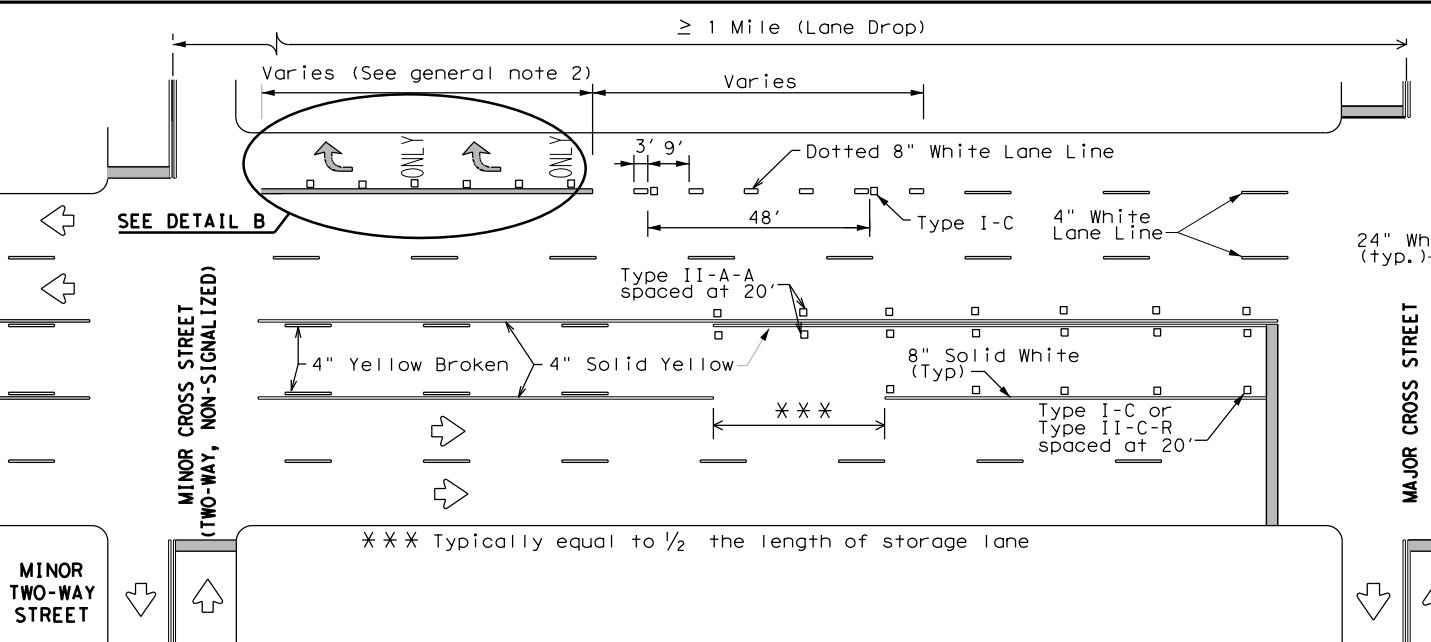 ≥ 1 Mile (Lane Drop)
Varies (See general note 2)
Varies
ONLY
ONLY
3' 9'
Dotted 8" White Lane Line
SEE DETAIL B
48'
Type I-C
4" White
Lane Line
24" Wh
(typ.)
Type II-A-A
spaced at 20'
4" Yellow Broken
4" Solid Yellow
8" Solid White
(Typ)
***
Type I-C or
Type II-C-R
spaced at 20'
MINOR CROSS STREET
(TWO-WAY, NON-SIGNALIZED)
MAJOR CROSS STREET
*** Typically equal to 1/2 the length of storage lane
MINOR
TWO-WAY
STREET